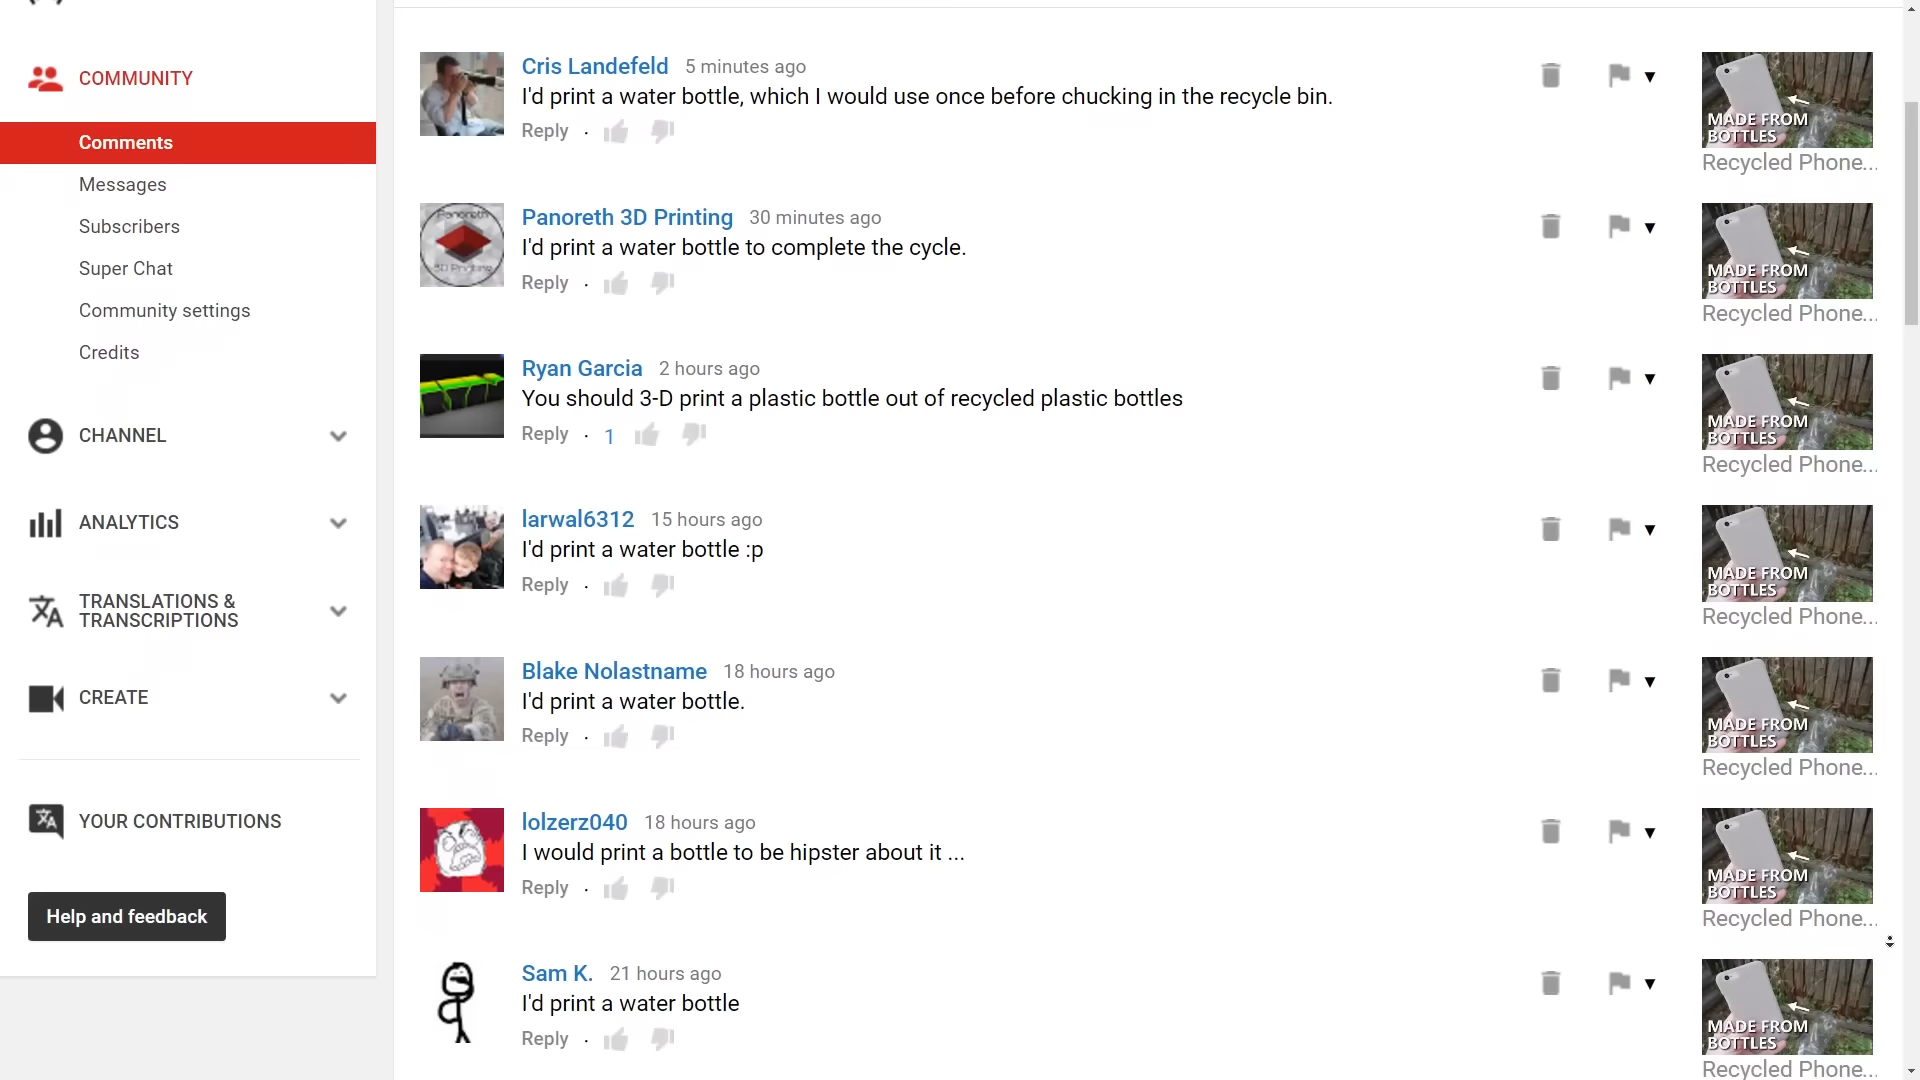 COMMUNITY
Comments
Messages
Subscribers
Super Chat
Community settings
Credits
CHANNEL
ANALYTICS
TRANSLATIONS &
TRANSCRIPTIONS
CREATE
YOUR CONTRIBUTIONS
Help and feedback
Cris Landefeld 5 minutes ago
I'd print a water bottle, which I would use once before chucking in the recycle bin.
Reply
MADE FROM
BOTTLES
Recycled Phone...
Panoreth
3D Printing
Panoreth 3D Printing 30 minutes ago
I'd print a water bottle to complete the cycle.
Reply
MADE FROM
BOTTLES
Recycled Phone...
Ryan Garcia 2 hours ago
You should 3-D print a plastic bottle out of recycled plastic bottles
Reply · 1
MADE FROM
BOTTLES
Recycled Phone...
larwal6312 15 hours ago
I'd print a water bottle :p
Reply
MADE FROM
BOTTLES
Recycled Phone...
Blake Nolastname 18 hours ago
I'd print a water bottle.
Reply
MADE FROM
BOTTLES
Recycled Phone...
lolzerz040 18 hours ago
I would print a bottle to be hipster about it ...
Reply
MADE FROM
BOTTLES
Recycled Phone...
Sam K. 21 hours ago
I'd print a water bottle
Reply
MADE FROM
BOTTLES
Recycled Phone...